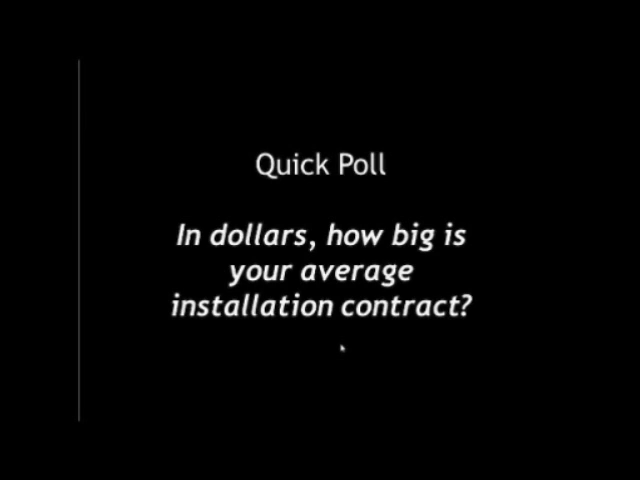 Quick Poll
In dollars, how big is
your average
installation contract?